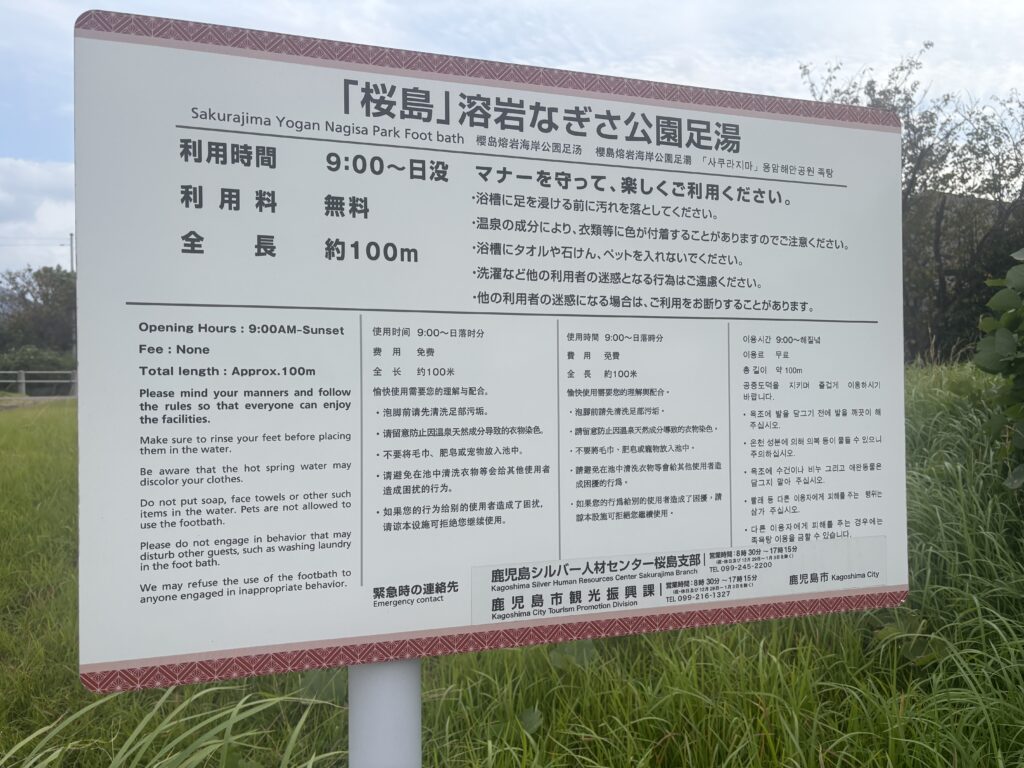 「桜島」溶岩なぎさ公園足湯
Sakurajima Yogan Nagisa Park Foot bath 櫻島熔岩海岸公园足汤 櫻島熔岩海岸公園足湯 「사쿠라지마」용암해안공원 족탕
利用時間 9:00～日没
利用料 無料
全長 約100m
マナーを守って、楽しくご利用ください。
・浴槽に足を浸ける前に汚れを落としてください。
・温泉の成分により、衣類等に色が付着することがありますのでご注意ください。
・浴槽にタオルや石けん、ペットを入れないでください。
・洗濯など他の利用者の迷惑となる行為はご遠慮ください。
・他の利用者の迷惑になる場合は、ご利用をお断りすることがあります。
Opening Hours : 9:00AM–Sunset
Fee : None
Total length : Approx.100m
Please mind your manners and follow
the rules so that everyone can enjoy
the facilities.
Make sure to rinse your feet before placing
them in the water.
Be aware that the hot spring water may
discolor your clothes.
Do not put soap, face towels or other such
items in the water. Pets are not allowed to
use the footbath.
Please do not engage in behavior that may
disturb other guests, such as washing laundry
in the foot bath.
We may refuse the use of the footbath to
anyone engaged in inappropriate behavior.
使用时间 9:00～日落时分
费用 免费
全长 约100米
愉快使用需要您的理解与配合。
・泡脚前请先清洗足部污垢。
・请留意防止因温泉天然成分导致的衣物染色。
・不要将毛巾、肥皂或宠物放入池中。
・请避免在池中清洗衣物等会给其他使用者
造成困扰的行为。
・如果您的行为给别的使用者造成了困扰，
请谅本设施可拒绝您继续使用。
使用時間 9:00～日落時分
費用 免費
全長 約100米
愉快使用需要您的理解與配合。
・泡脚前請先清洗足部污垢。
・請留意防止因溫泉天然成分導致的衣物染色。
・不要將毛巾、肥皂或寵物放入池中。
・請避免在池中清洗衣物等會給其他使用者造
成困擾的行爲。
・如果您的行爲給別的使用者造成了困擾，請
諒本設施可拒絕您繼續使用。
이용시간 9:00～해질녘
이용료 무료
총 길이 약 100m
공중도덕을 지키며 즐겁게 이용하시기
바랍니다.
・욕조에 발을 담그기 전에 발을 깨끗이 해
주십시오.
・온천 성분에 의해 의복 등이 물들 수 있으니
주의하십시오.
・욕조에 수건이나 비누 그리고 애완동물은
담그지 말아 주십시오.
・빨래 등 다른 이용자에게 피해를 주는 행위는
삼가 주십시오.
・다른 이용자에게 피해를 주는 경우에는
족욕탕 이용을 금할 수 있습니다.
緊急時の連絡先
Emergency contact
鹿児島シルバー人材センター桜島支部
Kagoshima Silver Human Resources Center Sakurajima Branch
営業時間：8時30分～17時15分
TEL 099-245-2200
鹿児島市観光振興課
Kagoshima City Tourism Promotion Division
営業時間：8時30分～17時15分
TEL 099-216-1327
鹿児島市 Kagoshima City